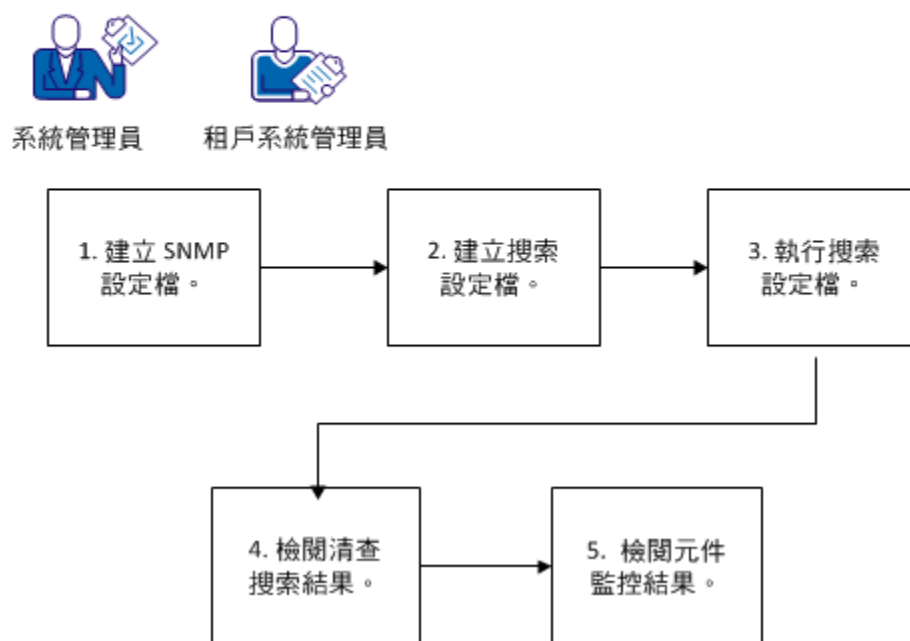 系統管理員
租戶系統管理員
1. 建立 SNMP
設定檔。
2. 建立搜索
設定檔。
3. 執行搜索
設定檔。
4. 檢閱清查
搜索結果。
5. 檢閱元件
監控結果。